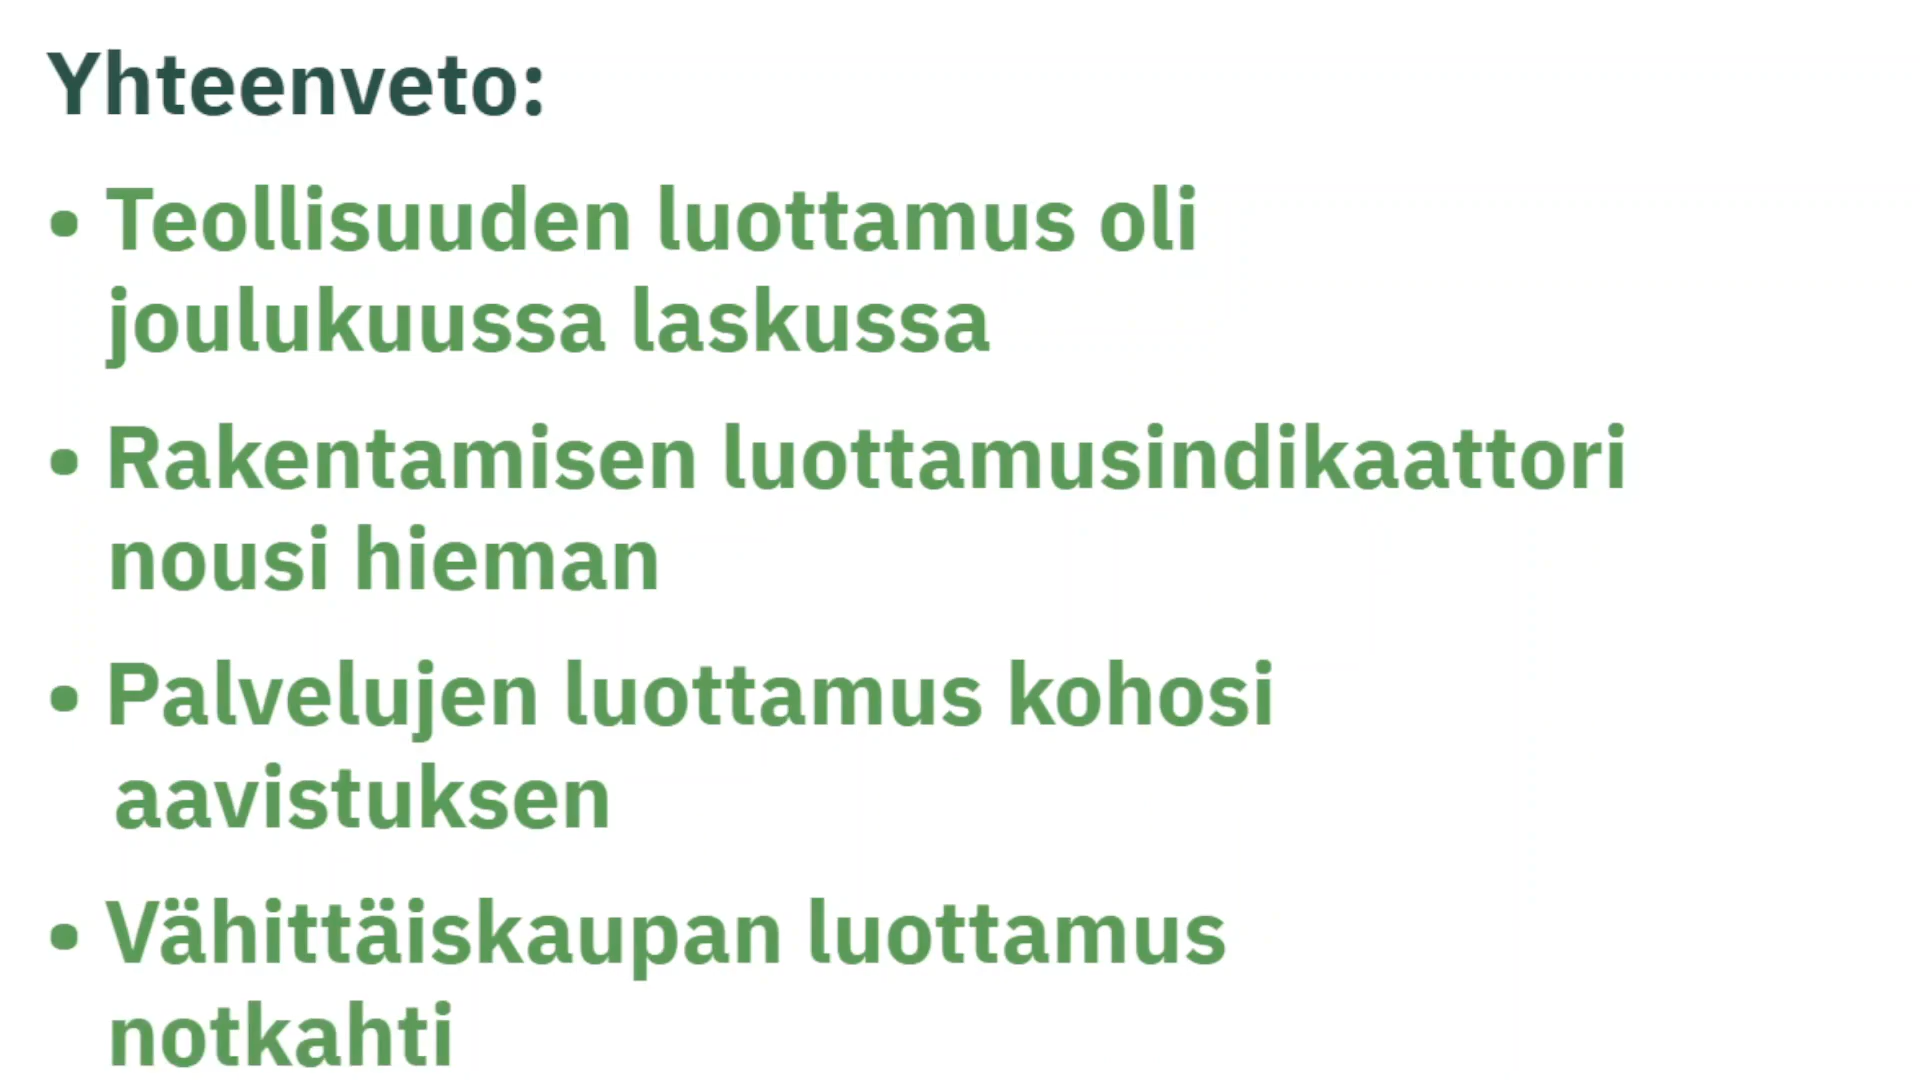 Yhteenveto:
• Teollisuuden luottamus oli
joulukuussa laskussa
• Rakentamisen luottamusindikaattori
nousi hieman
• Palvelujen luottamus kohosi
aavistuksen
• Vähittäiskaupan luottamus
notkahti